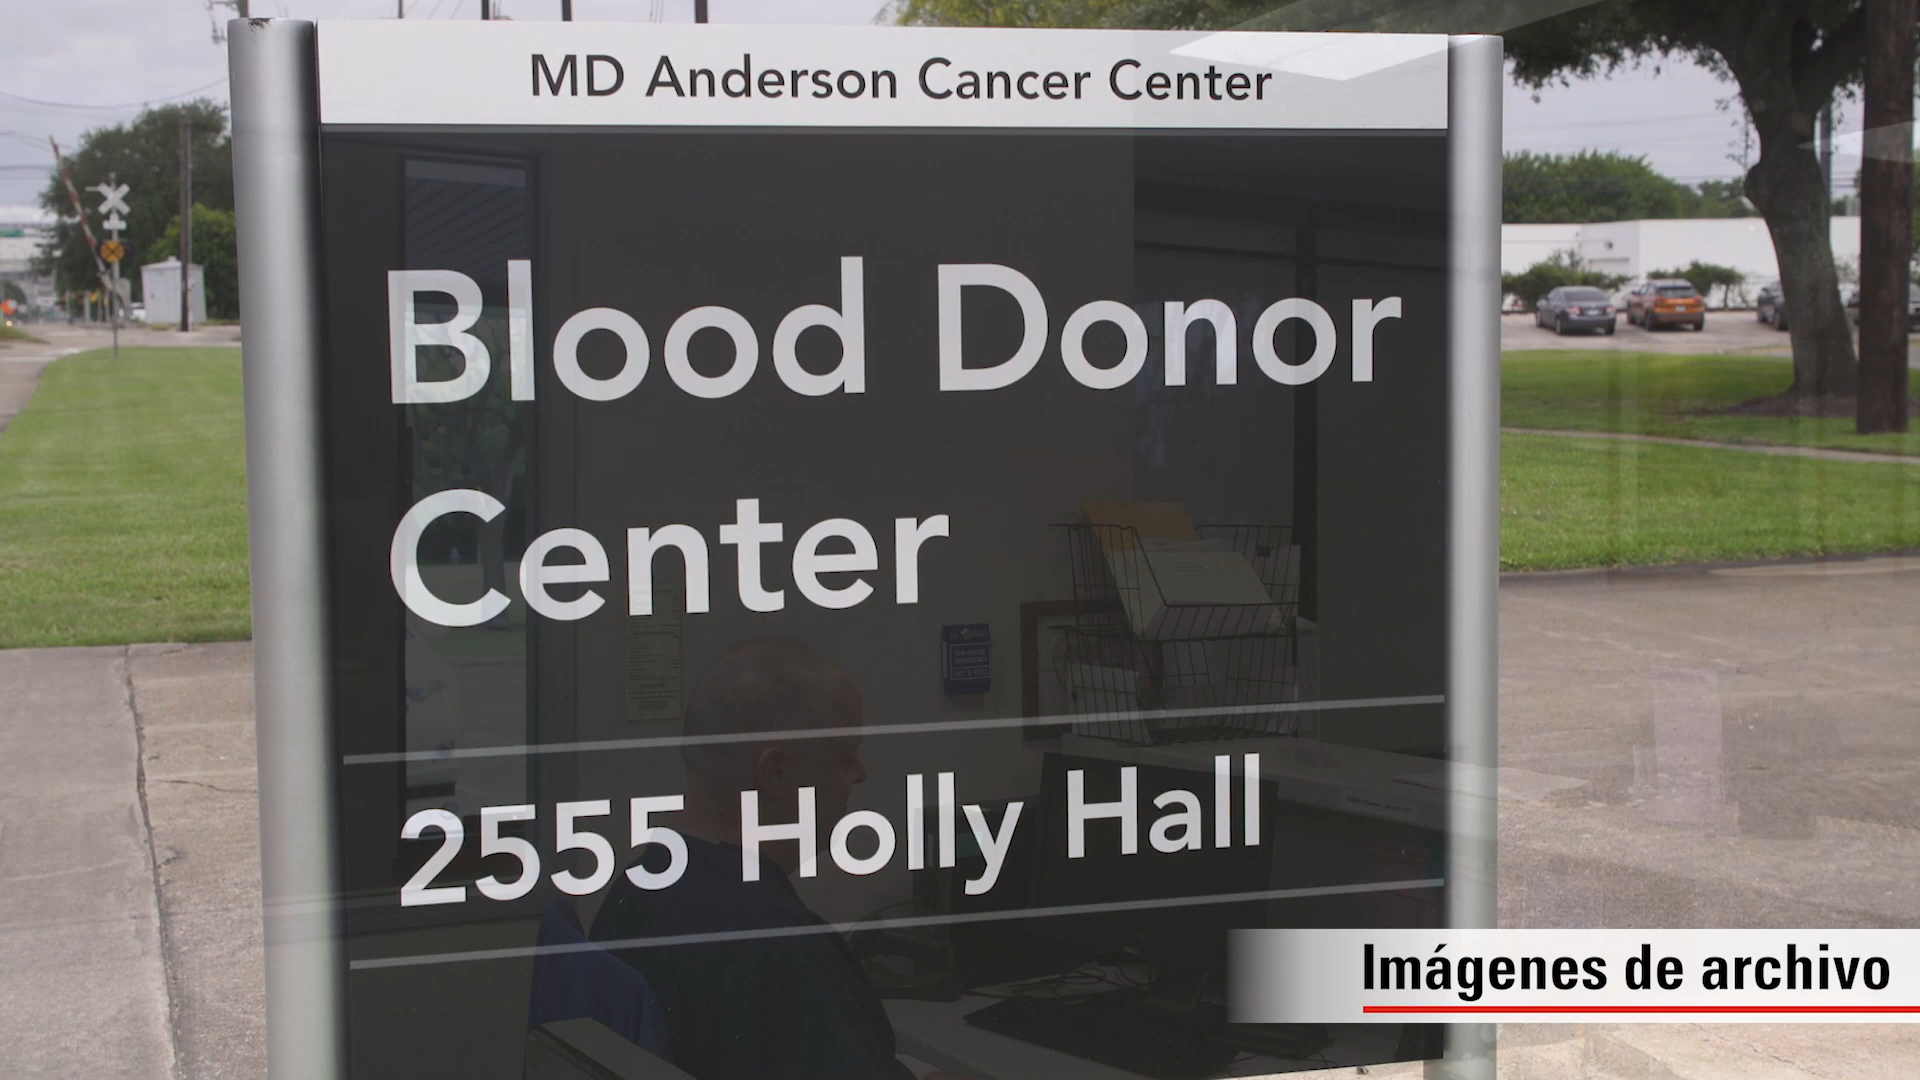 MD Anderson Cancer Center
Blood Donor
Center
2555 Holly Hall
Imágenes de archivo